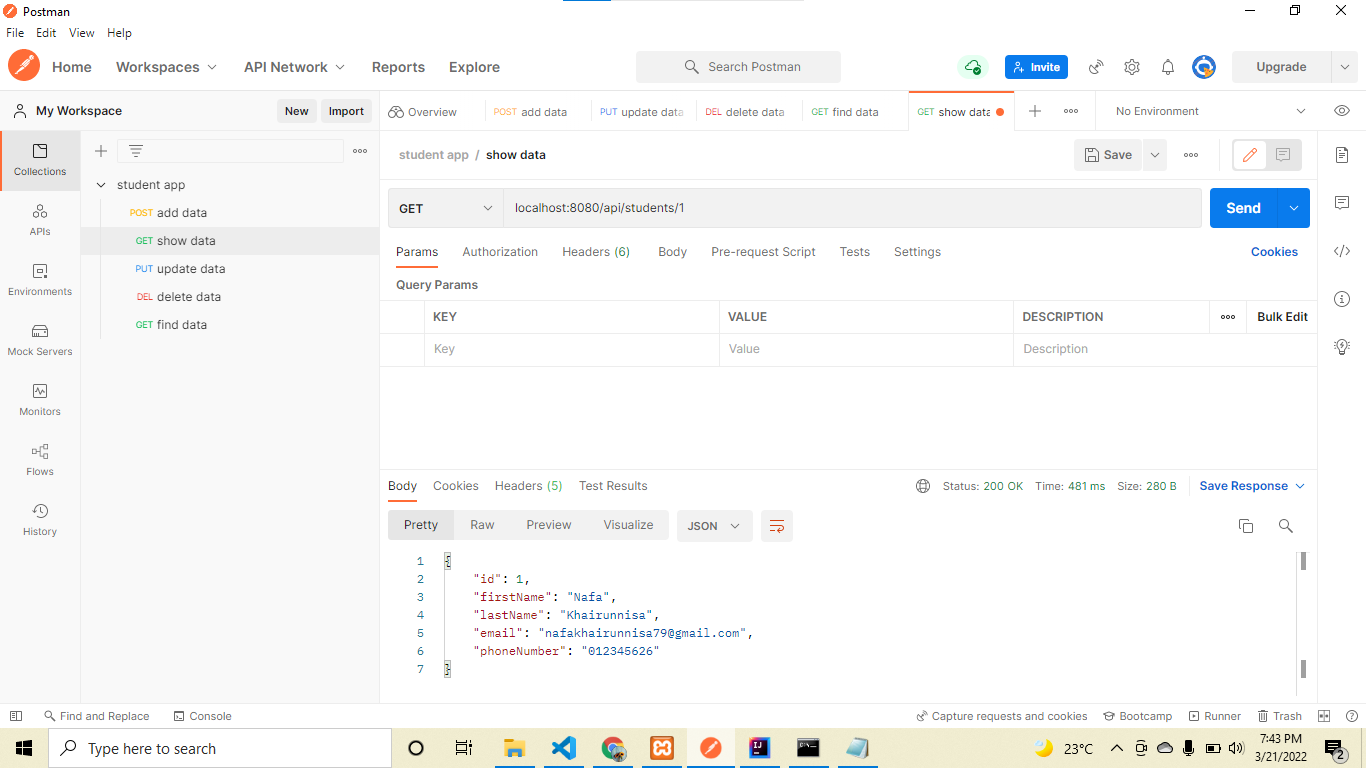 Postman
File Edit View Help
Home Workspaces API Network Reports Explore Search Postman Invite Upgrade
My Workspace New Import Overview POST add data PUT update data DEL delete data GET find data GET show data No Environment
student app / show data Save
Collections
APIs
Environments
Mock Servers
Monitors
Flows
History
student app
POST add data
GET show data
PUT update data
DEL delete data
GET find data
GET localhost:8080/api/students/1 Send
Params Authorization Headers (6) Body Pre-request Script Tests Settings Cookies
Query Params
KEY VALUE DESCRIPTION Bulk Edit
Key Value Description
Body Cookies Headers (5) Test Results Status: 200 OK Time: 481 ms Size: 280 B Save Response
Pretty Raw Preview Visualize JSON
1 {
2 "id": 1,
3 "firstName": "Nafa",
4 "lastName": "Khairunnisa",
5 "email": "nafakhairunnisa79@gmail.com",
6 "phoneNumber": "012345626"
7 }
Find and Replace Console Capture requests and cookies Bootcamp Runner Trash
Type here to search 23°C 7:43 PM
3/21/2022
2